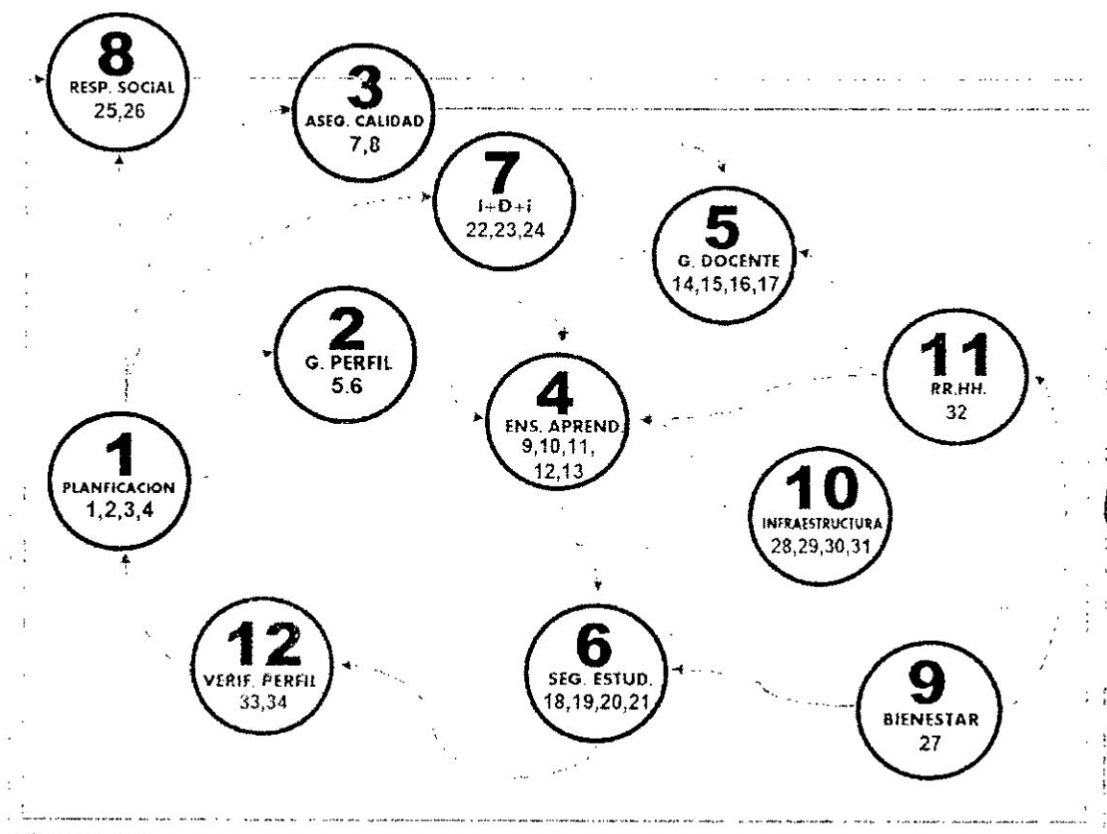 8
RESP. SOCIAL
25,26
3
ASEG. CALIDAD
7,8
7
I+D+i
22,23,24
5
G. DOCENTE
14,15,16,17
2
G. PERFIL
5.6
4
ENS. APREND.
9,10,11,
12,13
11
RR.HH.
32
1
PLANFICACION
1,2,3,4
10
INFRAESTRUCTURA
28,29,30,31
12
VERIF. PERFIL
33,34
6
SEG. ESTUD.
18,19,20,21
9
BIENESTAR
27